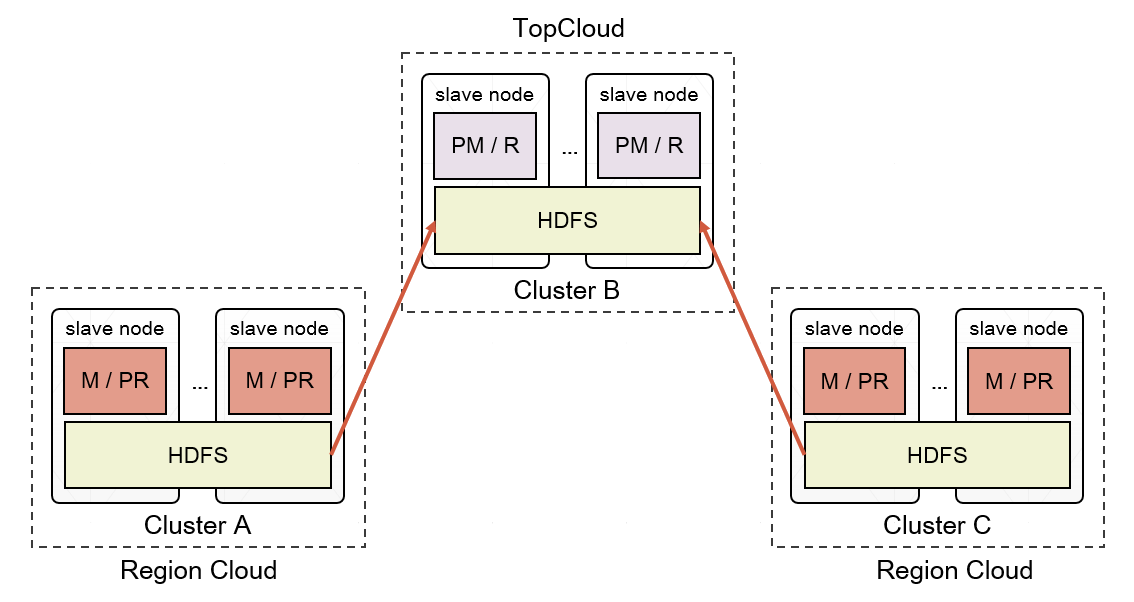 TopCloud
slave node
slave node
PM / R
...
PM / R
HDFS
Cluster B
slave node
slave node
M / PR
...
M / PR
HDFS
Cluster A
Region Cloud
slave node
slave node
M / PR
...
M / PR
HDFS
Cluster C
Region Cloud